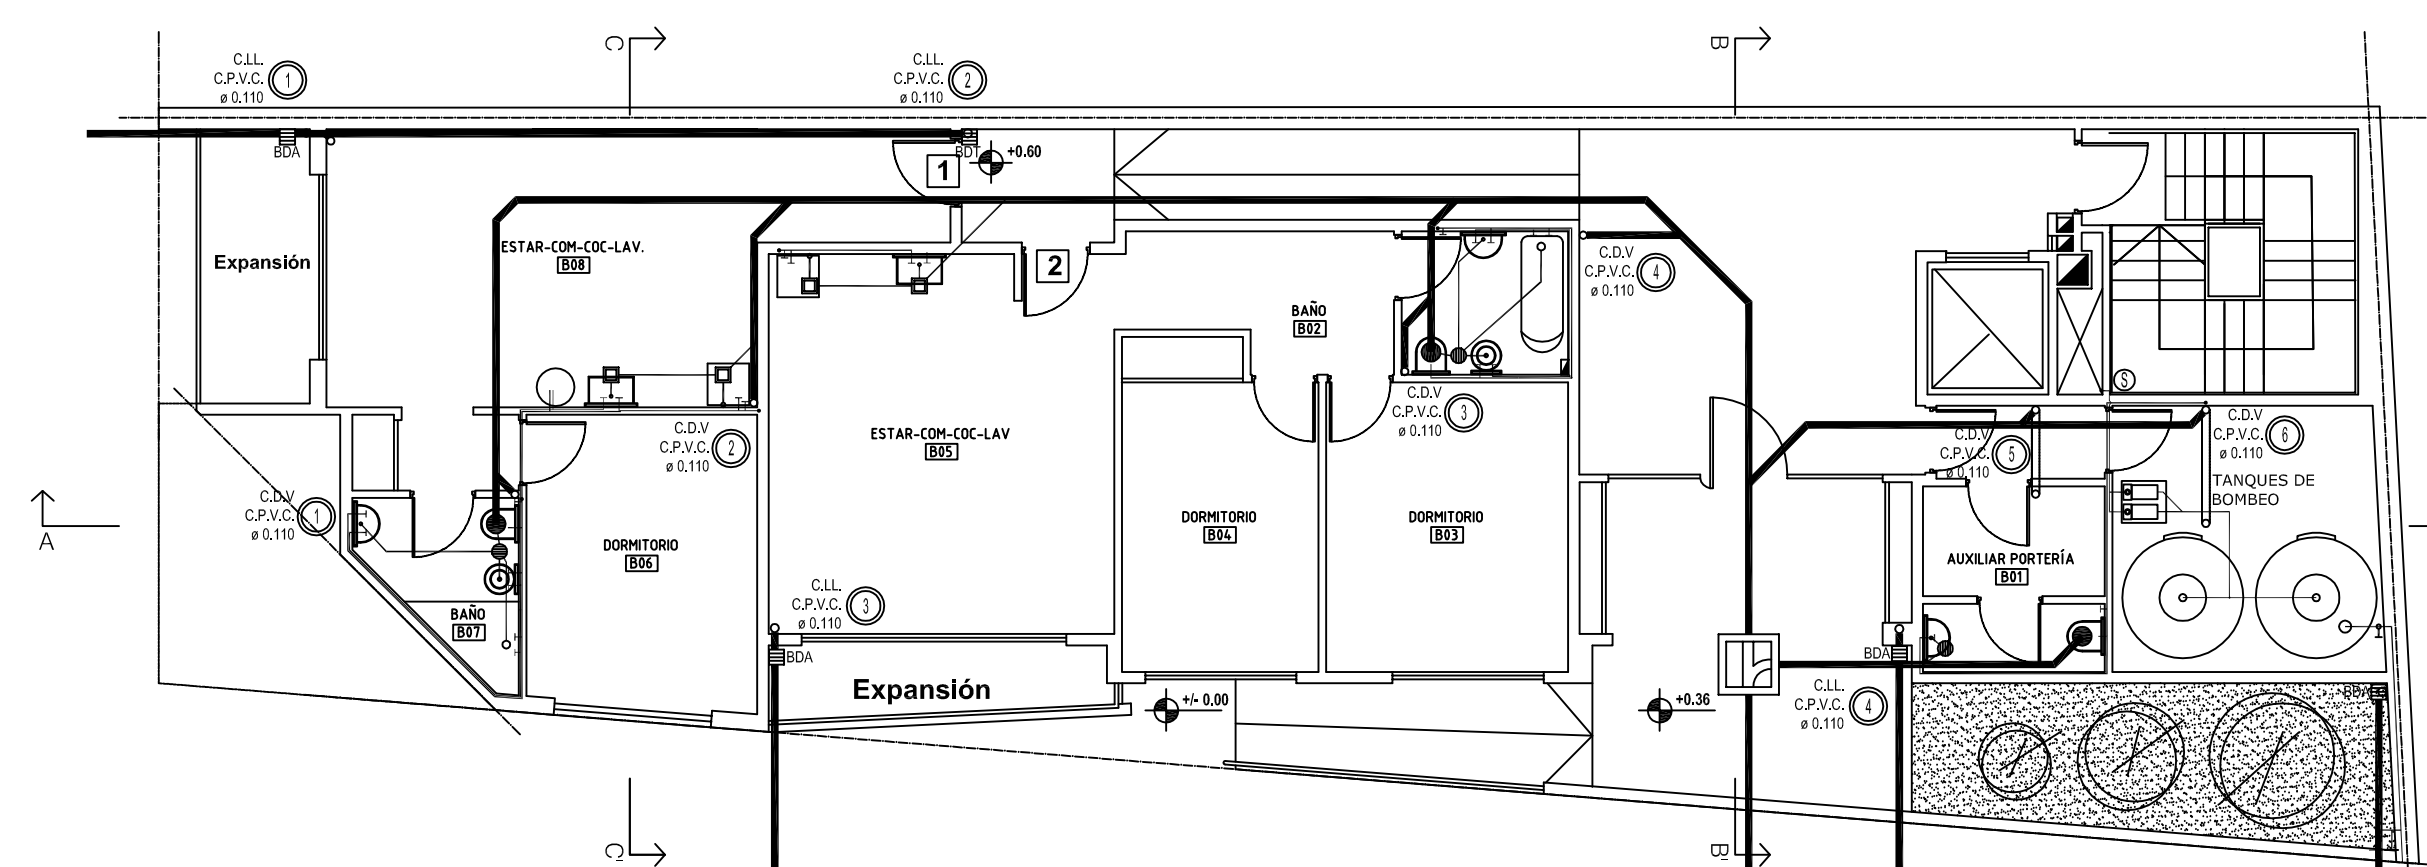 C
B
C.LL.
C.P.V.C.
ø 0.110
1
C.LL.
C.P.V.C.
ø 0.110
2
BDA
BDT
+0.60
1
Expansión
ESTAR-COM-COC-LAV.
B08
2
C.D.V
C.P.V.C.
ø 0.110
4
BAÑO
B02
S
C.D.V
C.P.V.C.
ø 0.110
2
ESTAR-COM-COC-LAV
B05
C.D.V
C.P.V.C.
ø 0.110
3
C.D.V
C.P.V.C.
ø 0.110
5
C.D.V
C.P.V.C.
ø 0.110
6
TANQUES DE
BOMBEO
C.D.V
C.P.V.C.
ø 0.110
1
A
DORMITORIO
B06
DORMITORIO
B04
DORMITORIO
B03
AUXILIAR PORTERÍA
B01
BAÑO
B07
C.LL.
C.P.V.C.
ø 0.110
3
BDA
BDA
Expansión
+/- 0.00
+0.36
C.LL.
C.P.V.C.
ø 0.110
4
BDA
C'
B'